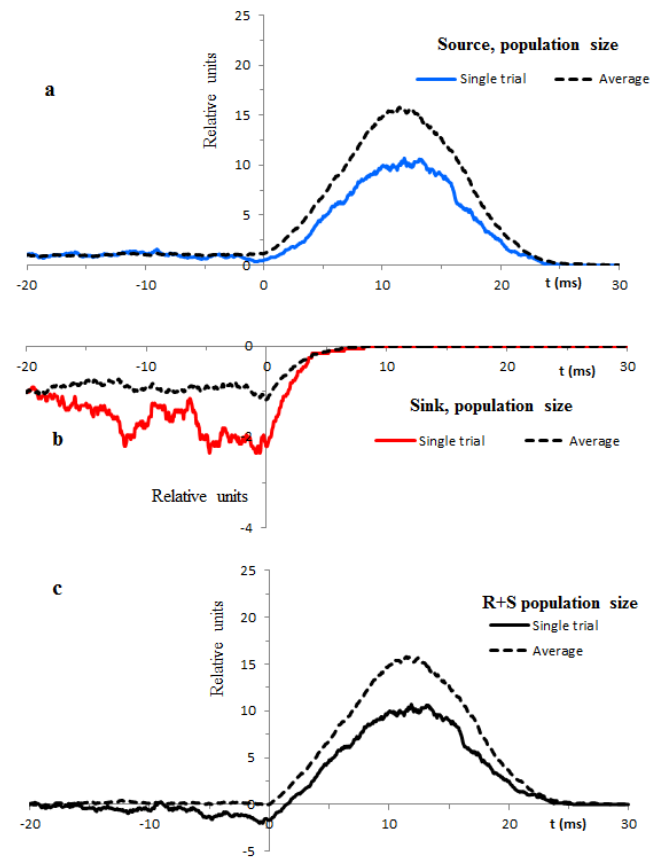 25
20
15
10
5
0
Relative units
a
Source, population size
Single trial
Average
-20
-10
0
10
20
30
t (ms)
0
-2
-4
-20
-10
0
10
20
30
t (ms)
b
Sink, population size
Single trial
Average
Relative units
c
25
20
15
10
5
0
-5
Relative units
R+S population size
Single trial
Average
-20
-10
0
10
20
30
t (ms)